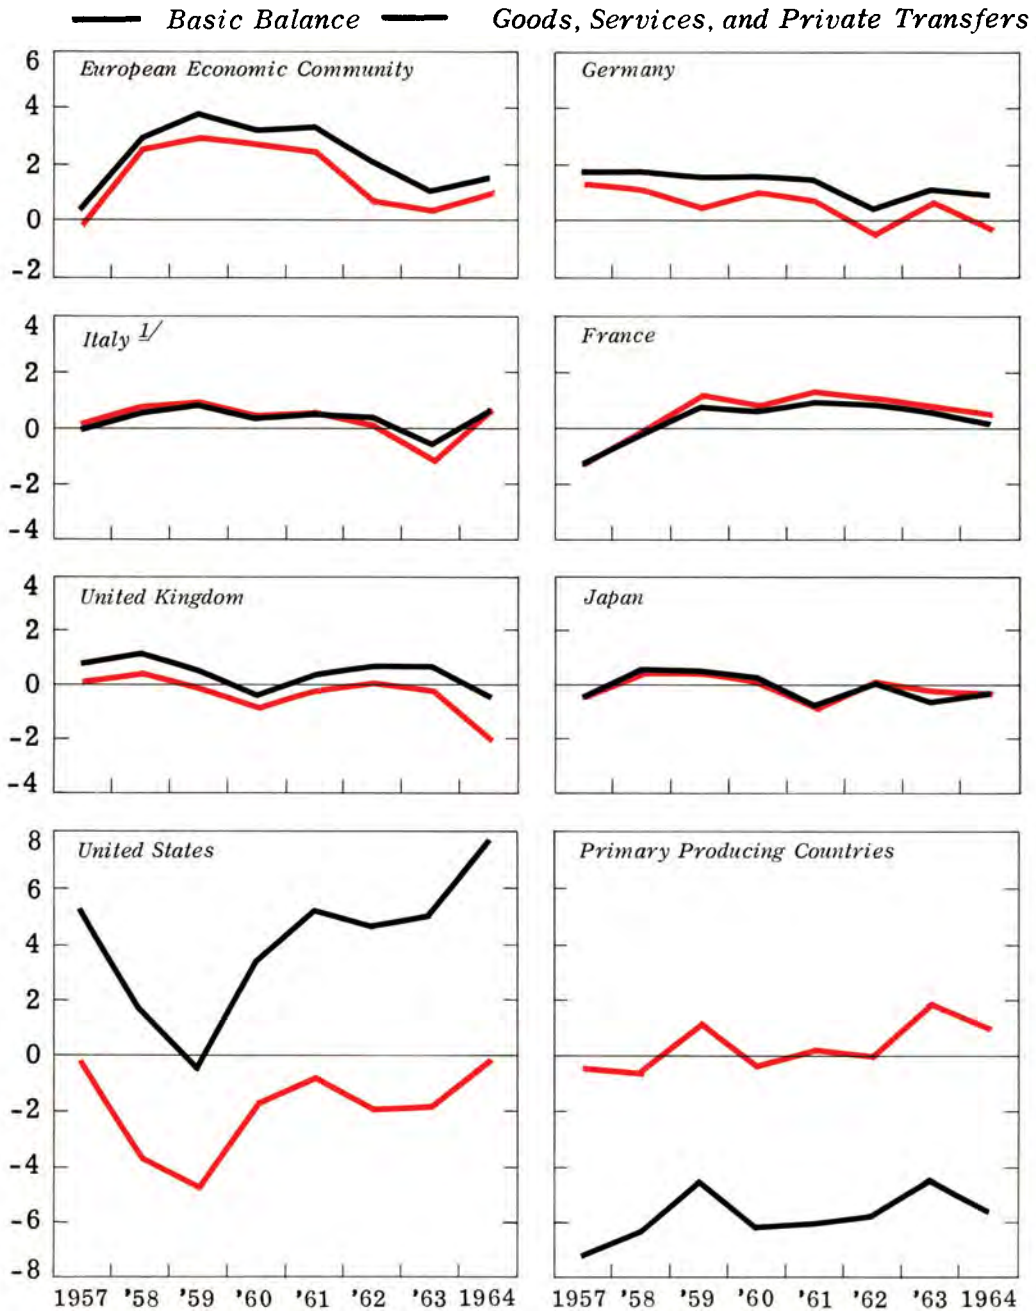 Basic Balance Goods, Services, and Private Transfers
6
4
2
0
-2
European Economic Community
Germany
4
2
0
-2
-4
Italy 1/
France
4
2
0
-2
-4
United Kingdom
Japan
8
6
4
2
0
-2
-4
-6
-8
United States
Primary Producing Countries
1957 '58 '59 '60 '61 '62 '63 1964
1957 '58 '59 '60 '61 '62 '63 1964